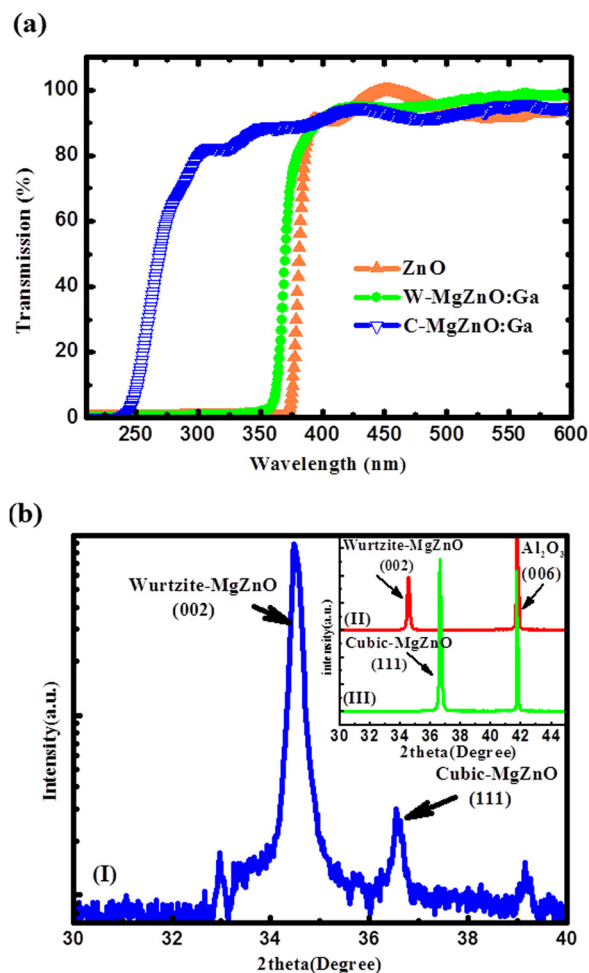 (a)
100
80
60
40
20
0
Transmission (%)
ZnO
W-MgZnO:Ga
C-MgZnO:Ga
250 300 350 400 450 500 550 600
Wavelength (nm)
(b)
Intensity(a.u.)
Wurtzite-MgZnO
(002)
Cubic-MgZnO
(111)
(I)
30 32 34 36 38 40
2theta(Degree)
intensity(a.u.)
Wurtzite-MgZnO
(002)
Al2O3
(006)
(II)
Cubic-MgZnO
(111)
(III)
30 32 34 36 38 40 42 44
2theta(Degree)